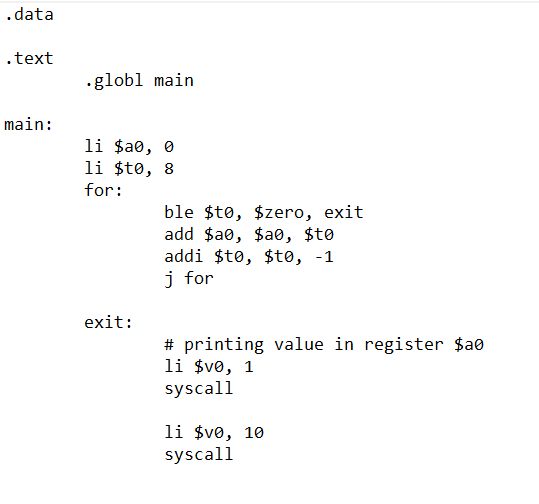 .data
.text
.globl main
main:
li $a0, 0
li $t0, 8
for:
ble $t0, $zero, exit
add $a0, $a0, $t0
addi $t0, $t0, -1
j for
exit:
# printing value in register $a0
li $v0, 1
syscall
li $v0, 10
syscall